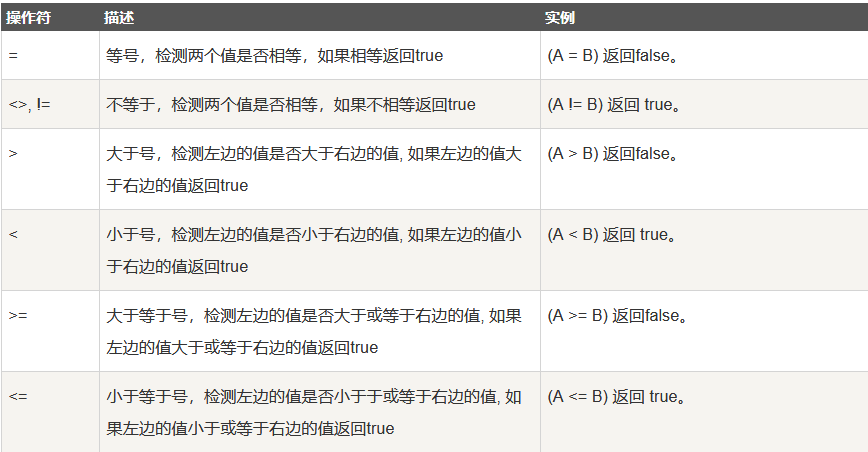 操作符 描述 实例
= 等号，检测两个值是否相等，如果相等返回true (A = B) 返回false。
<>, != 不等于，检测两个值是否相等，如果不相等返回true (A != B) 返回 true。
> 大于号，检测左边的值是否大于右边的值, 如果左边的值大 (A > B) 返回false。
于右边的值返回true
< 小于号，检测左边的值是否小于右边的值, 如果左边的值小 (A < B) 返回 true。
于右边的值返回true
>= 大于等于号，检测左边的值是否大于或等于右边的值, 如果 (A >= B) 返回false。
左边的值大于或等于右边的值返回true
<= 小于等于号，检测左边的值是否小于于或等于右边的值, 如 (A <= B) 返回 true。
果左边的值小于或等于右边的值返回true